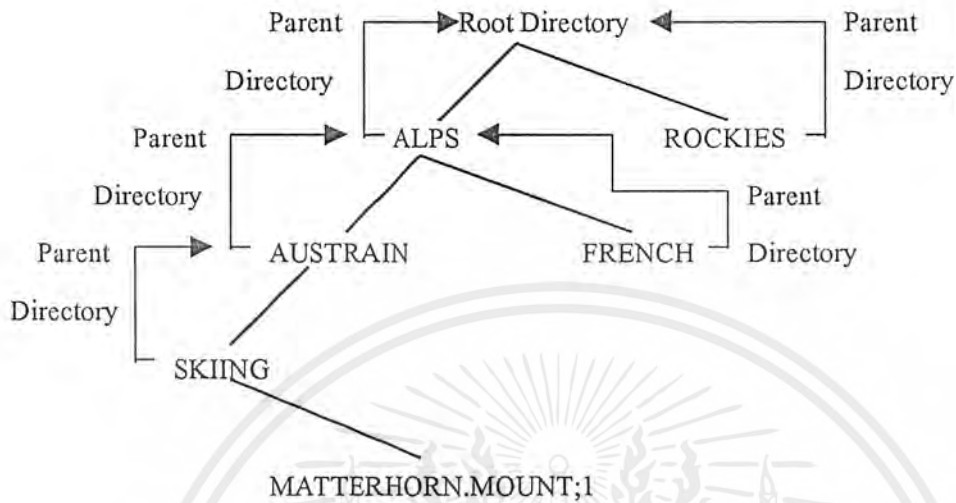 Parent Root Directory Parent
Directory Directory
Parent ALPS ROCKIES
Directory Parent
Parent AUSTRAIN FRENCH Directory
Directory
SKIING
MATTERHORN.MOUNT;1